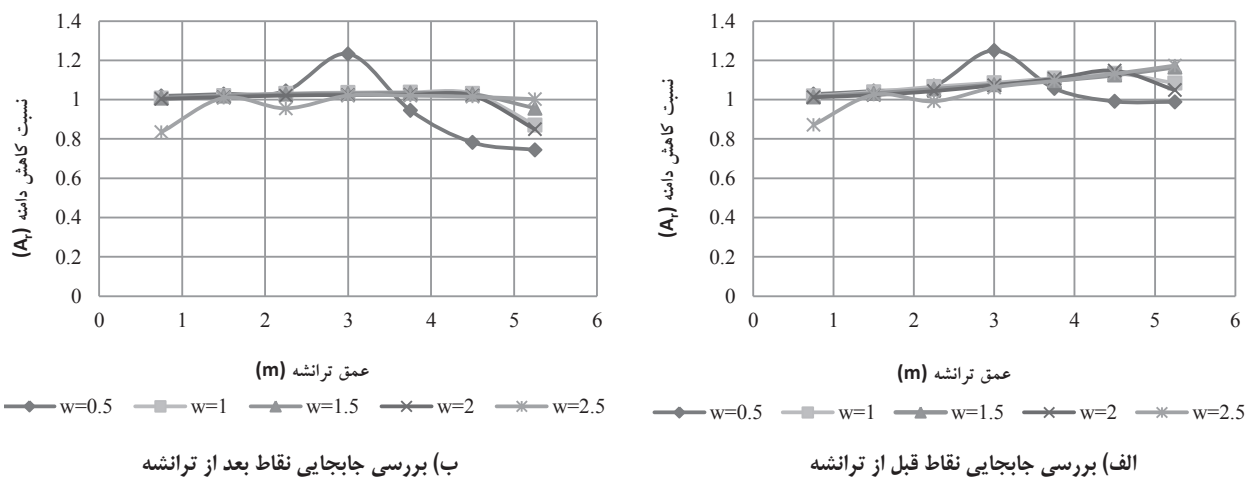 1.4
1.2
1
0.8
0.6
0.4
0.2
0
0 1 2 3 4 5 6
نسبت کاهش دامنه (Ar)
عمق ترانشه (m)
w=0.5 w=1 w=1.5 w=2 w=2.5
الف) بررسی جابجایی نقاط قبل از ترانشه
1.4
1.2
1
0.8
0.6
0.4
0.2
0
0 1 2 3 4 5 6
نسبت کاهش دامنه (Ar)
عمق ترانشه (m)
w=0.5 w=1 w=1.5 w=2 w=2.5
ب) بررسی جابجایی نقاط بعد از ترانشه